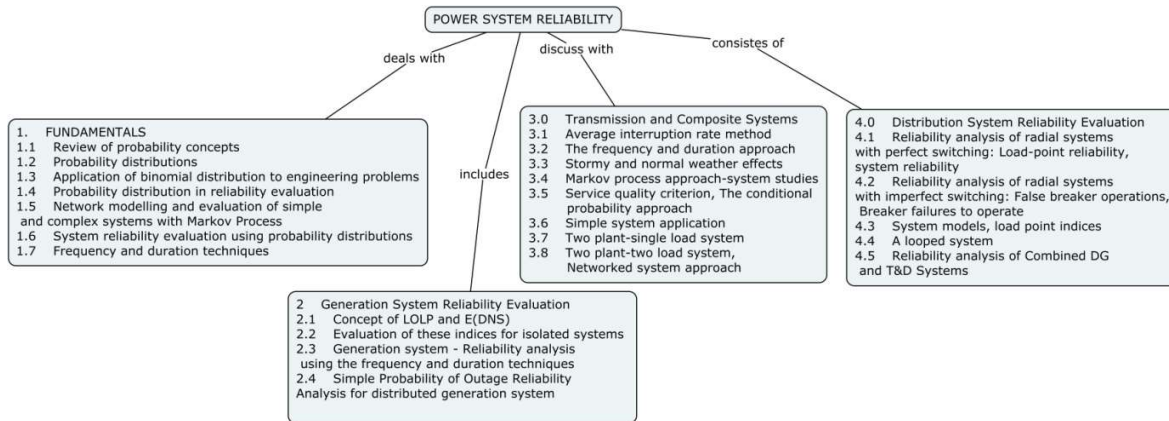 POWER SYSTEM RELIABILITY
deals with
includes
discuss with
consistes of
1. FUNDAMENTALS
1.1 Review of probability concepts
1.2 Probability distributions
1.3 Application of binomial distribution to engineering problems
1.4 Probability distribution in reliability evaluation
1.5 Network modelling and evaluation of simple
and complex systems with Markov Process
1.6 System reliability evaluation using probability distributions
1.7 Frequency and duration techniques
2 Generation System Reliability Evaluation
2.1 Concept of LOLP and E(DNS)
2.2 Evaluation of these indices for isolated systems
2.3 Generation system - Reliability analysis
using the frequency and duration techniques
2.4 Simple Probability of Outage Reliability
Analysis for distributed generation system
3.0 Transmission and Composite Systems
3.1 Average interruption rate method
3.2 The frequency and duration approach
3.3 Stormy and normal weather effects
3.4 Markov process approach-system studies
3.5 Service quality criterion, The conditional
probability approach
3.6 Simple system application
3.7 Two plant-single load system
3.8 Two plant-two load system,
Networked system approach
4.0 Distribution System Reliability Evaluation
4.1 Reliability analysis of radial systems
with perfect switching: Load-point reliability,
system reliability
4.2 Reliability analysis of radial systems
with imperfect switching: False breaker operations,
Breaker failures to operate
4.3 System models, load point indices
4.4 A looped system
4.5 Reliability analysis of Combined DG
and T&D Systems